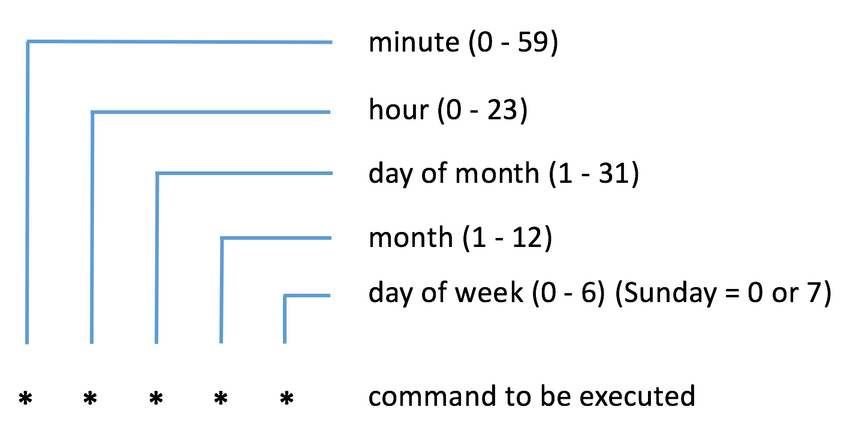 minute (0 - 59)
hour (0 - 23)
day of month (1 - 31)
month (1 - 12)
day of week (0 - 6) (Sunday = 0 or 7)
* * * * * command to be executed